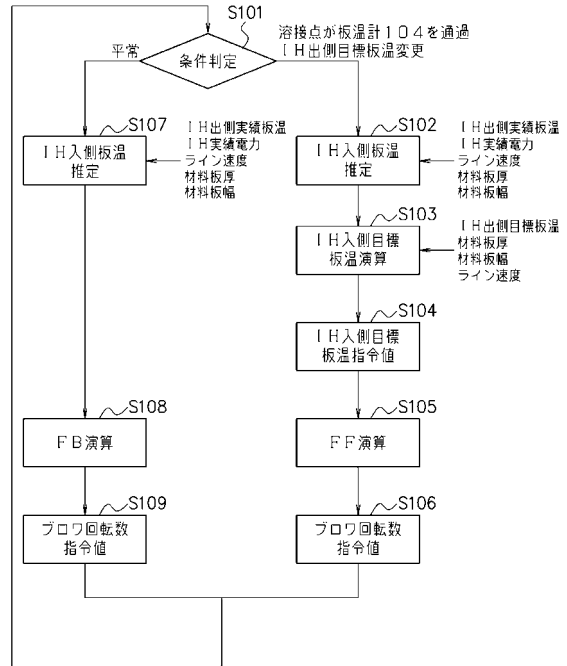 S101
溶接点が板温計１０４を通過
ＩＨ出側目標板温変更
平常
条件判定
S107
ＩＨ入側板温
推定
ＩＨ出側実績板温
ＩＨ実績電力
ライン速度
材料板厚
材料板幅
S102
ＩＨ入側板温
推定
ＩＨ出側実績板温
ＩＨ実績電力
ライン速度
材料板厚
材料板幅
S103
ＩＨ入側目標
板温演算
ＩＨ出側目標板温
材料板厚
材料板幅
ライン速度
S104
ＩＨ入側目標
板温指令値
S108
ＦＢ演算
S105
ＦＦ演算
S109
ブロワ回転数
指令値
S106
ブロワ回転数
指令値